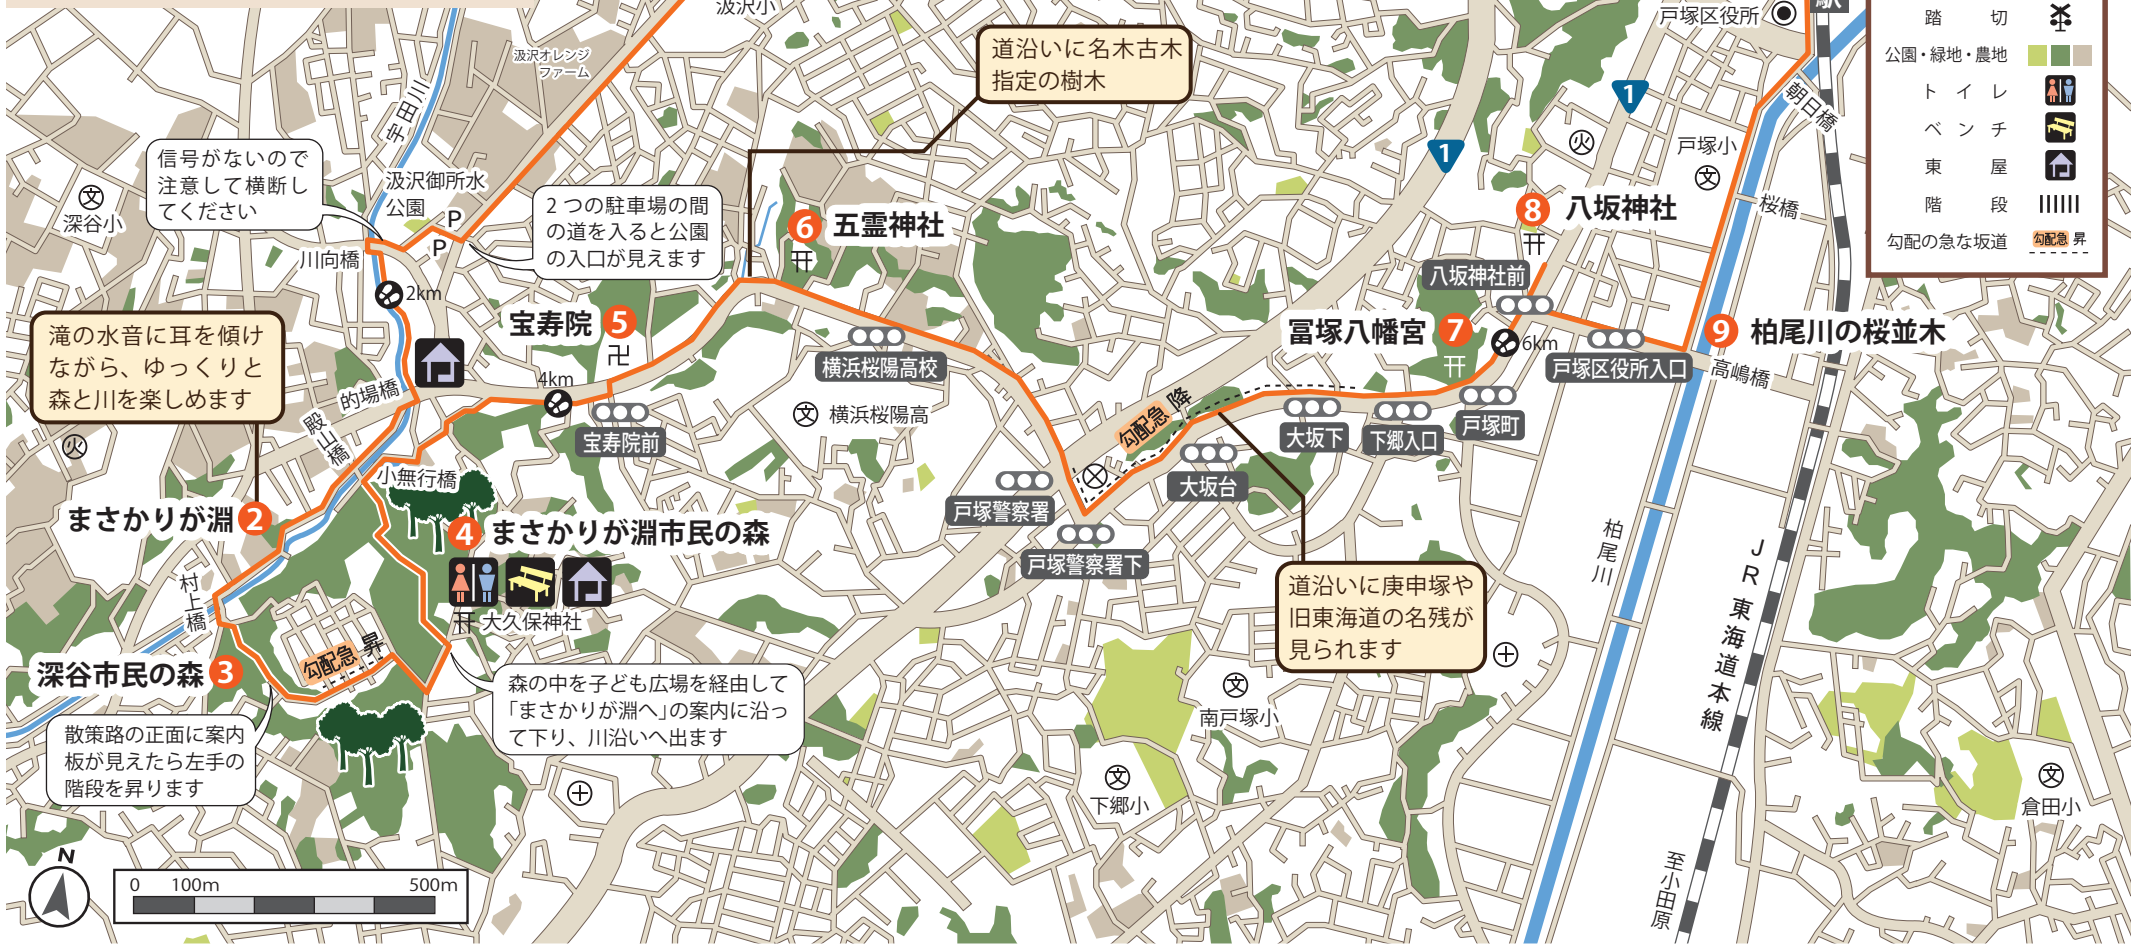 汲沢小
戸塚区役所
駅
踏切
公園・緑地・農地
トイレ
ベンチ
東屋
階段
勾配の急な坂道
勾配急 昇
汲沢オレンジ
ファーム
道沿いに名木古木
指定の樹木
宇田川
1
1
朝日橋
火
戸塚小
文
信号がないので
注意して横断し
てください
文
深谷小
汲沢御所水
公園
P
P
2つの駐車場の間
の道を入ると公園
の入口が見えます
6 五霊神社
8 八坂神社
桜橋
川向橋
2km
八坂神社前
滝の水音に耳を傾け
ながら、ゆっくりと
森と川を楽しめます
宝寿院 5
卍
横浜桜陽高校
冨塚八幡宮 7
6km
戸塚区役所入口
9 柏尾川の桜並木
高嶋橋
的場橋
4km
宝寿院前
文 横浜桜陽高
勾配急 降
大坂下
下郷入口
戸塚町
殿山橋
火
小無行橋
大坂台
まさかりが淵 2
4 まさかりが淵市民の森
戸塚警察署
戸塚警察署下
柏尾川
JR東海道本線
村上橋
大久保神社
道沿いに庚申塚や
旧東海道の名残が
見られます
深谷市民の森 3
勾配急 昇
森の中を子ども広場を経由して
「まさかりが淵へ」の案内に沿っ
て下り、川沿いへ出ます
文
南戸塚小
散策路の正面に案内
板が見えたら左手の
階段を昇ります
文
下郷小
文
倉田小
至小田原
N
0 100m 500m